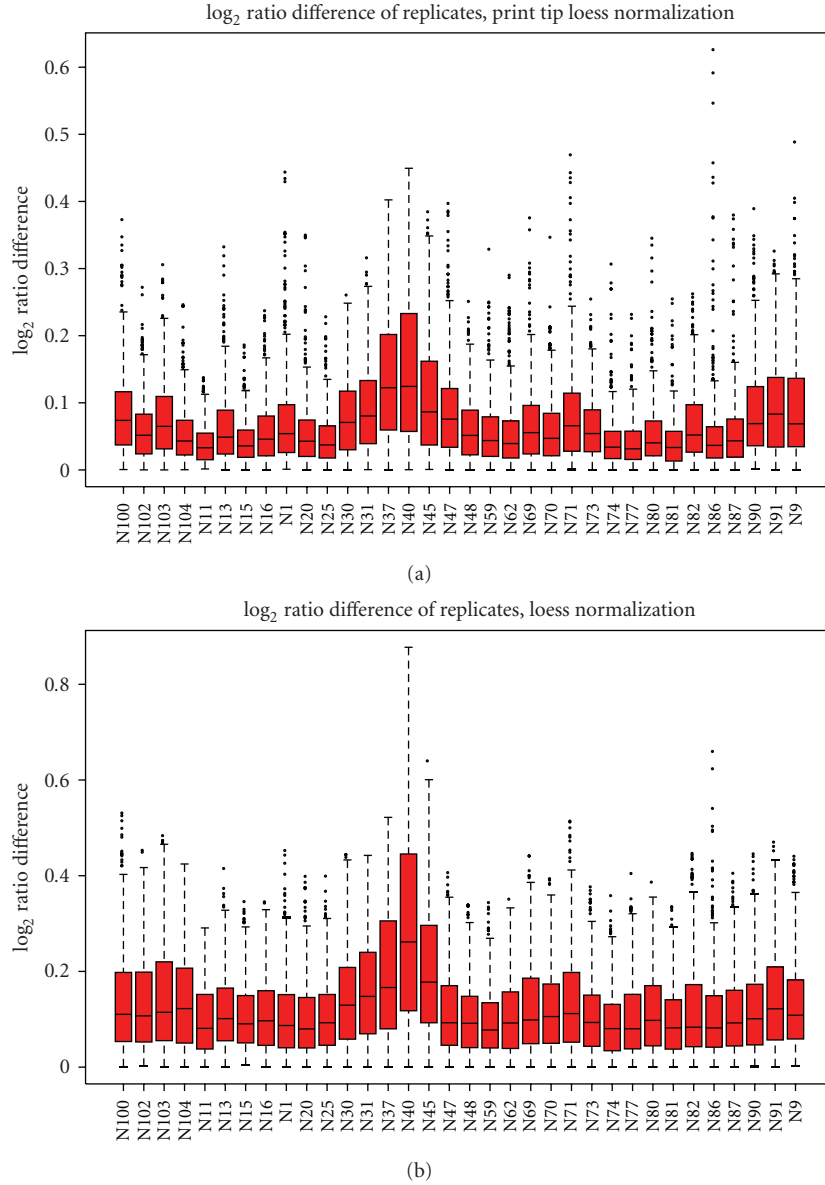 log₂ ratio difference of replicates, print tip loess normalization
0.6
0.5
0.4
0.3
0.2
0.1
0
log₂ ratio difference
N100 N102 N103 N104 N11 N13 N15 N16 N1 N20 N25 N30 N31 N37 N40 N45 N47 N48 N59 N62 N69 N70 N71 N73 N74 N77 N80 N81 N82 N86 N87 N90 N91 N9
(a)
log₂ ratio difference of replicates, loess normalization
0.8
0.6
0.4
0.2
0
log₂ ratio difference
N100 N102 N103 N104 N11 N13 N15 N16 N1 N20 N25 N30 N31 N37 N40 N45 N47 N48 N59 N62 N69 N70 N71 N73 N74 N77 N80 N81 N82 N86 N87 N90 N91 N9
(b)